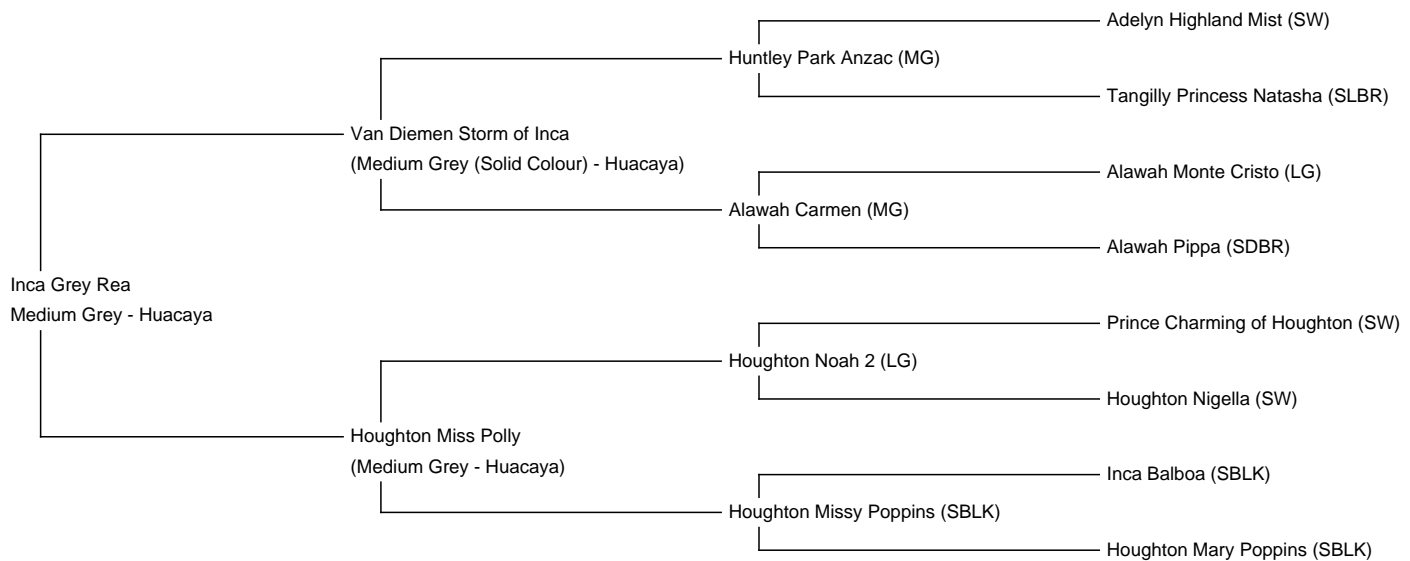 Adelyn Highland Mist (SW)
Huntley Park Anzac (MG)
Tangilly Princess Natasha (SLBR)
Van Diemen Storm of Inca
(Medium Grey (Solid Colour) - Huacaya)
Alawah Monte Cristo (LG)
Alawah Carmen (MG)
Alawah Pippa (SDBR)
Inca Grey Rea
Medium Grey - Huacaya
Prince Charming of Houghton (SW)
Houghton Noah 2 (LG)
Houghton Nigella (SW)
Houghton Miss Polly
(Medium Grey - Huacaya)
Inca Balboa (SBLK)
Houghton Missy Poppins (SBLK)
Houghton Mary Poppins (SBLK)